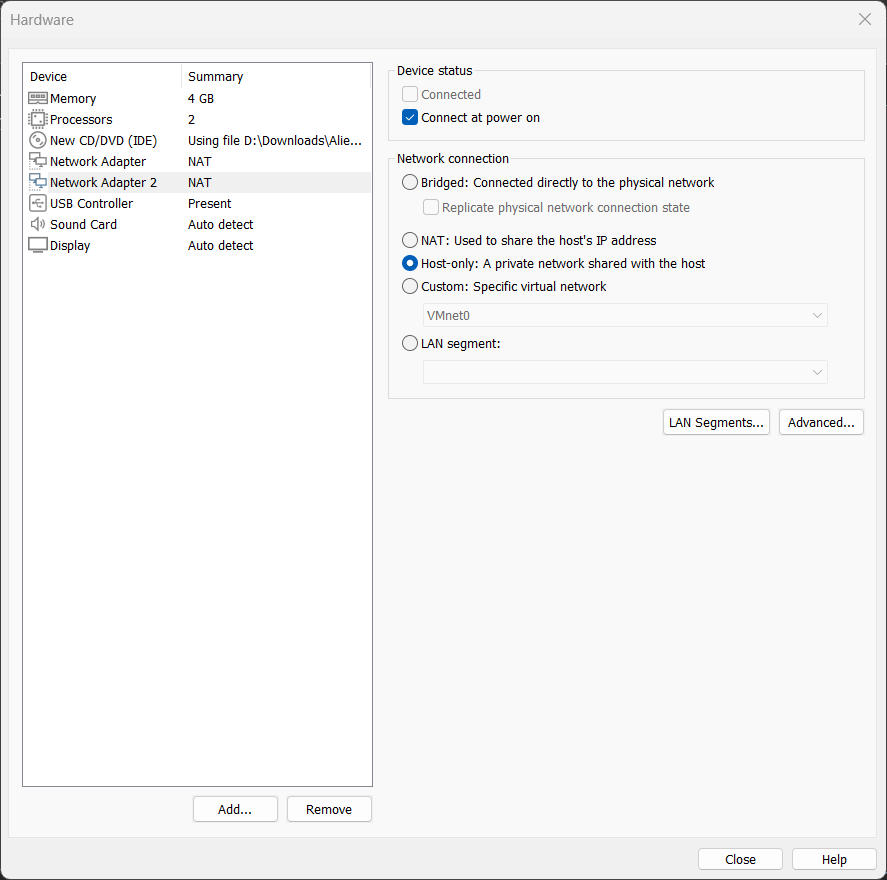 Hardware
Device Summary
Memory 4 GB
Processors 2
New CD/DVD (IDE) Using file D:\Downloads\Alie...
Network Adapter NAT
Network Adapter 2 NAT
USB Controller Present
Sound Card Auto detect
Display Auto detect
Add...
Remove
Device status
Connected
Connect at power on
Network connection
Bridged: Connected directly to the physical network
Replicate physical network connection state
NAT: Used to share the host's IP address
Host-only: A private network shared with the host
Custom: Specific virtual network
VMnet0
LAN segment:
LAN Segments...
Advanced...
Close
Help